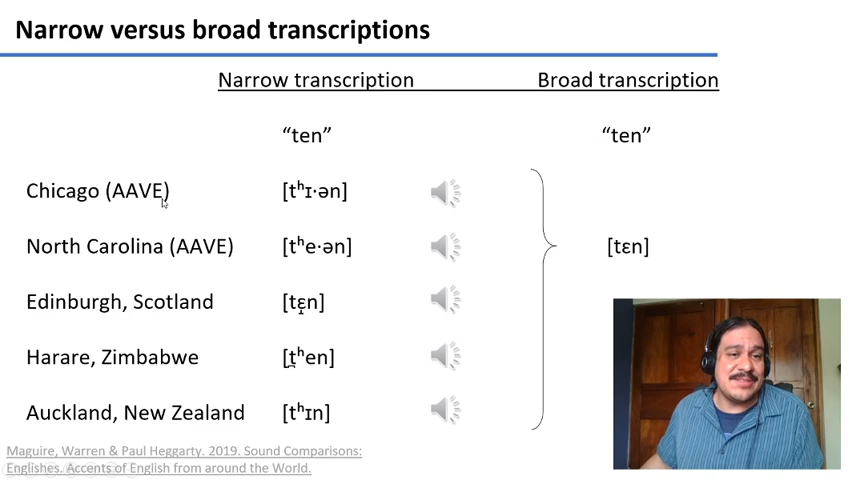 Narrow versus broad transcriptions
Narrow transcription Broad transcription
“ten” “ten”
Chicago (AAVE) [tʰɪ·ən]
North Carolina (AAVE) [tʰe·ən] [tɛn]
Edinburgh, Scotland [tɛ̝n]
Harare, Zimbabwe [t̪ʰen]
Auckland, New Zealand [tʰɪn]
Maguire, Warren & Paul Heggarty. 2019. Sound Comparisons:
Englishes. Accents of English from around the World.